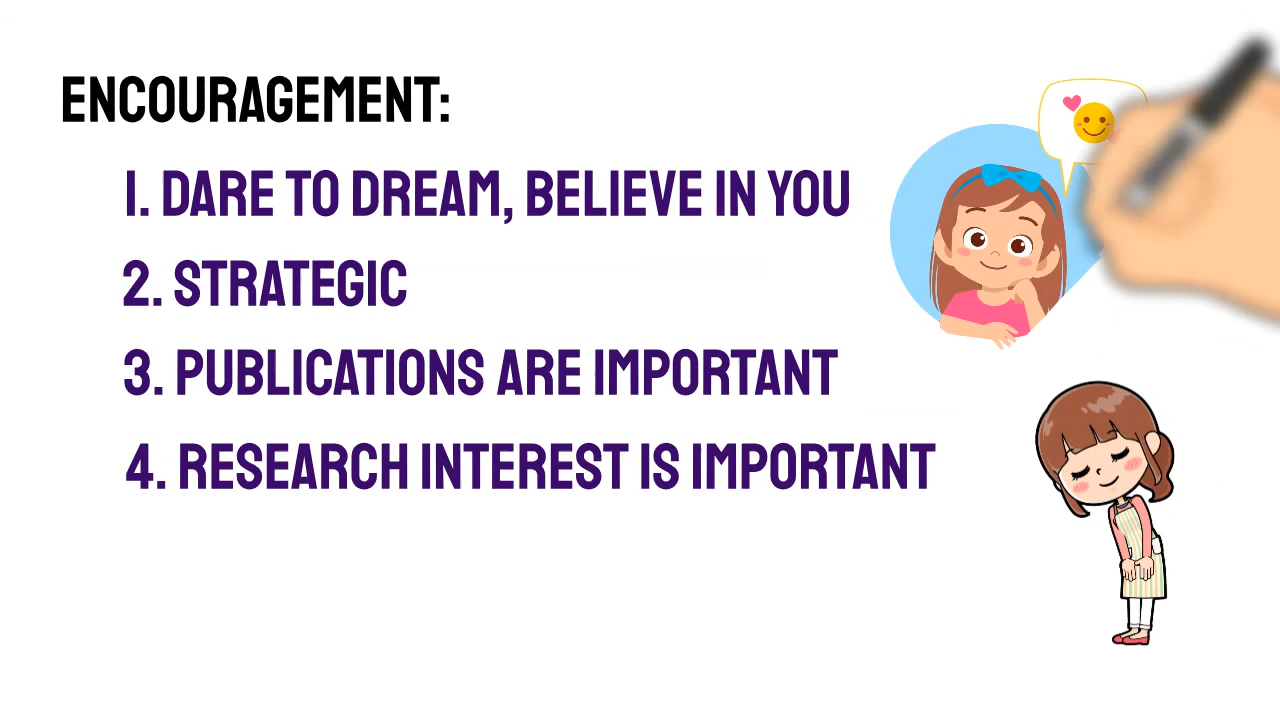 ENCOURAGEMENT:
1. DARE TO DREAM, BELIEVE IN YOU
2. STRATEGIC
3. PUBLICATIONS ARE IMPORTANT
4. RESEARCH INTEREST IS IMPORTANT